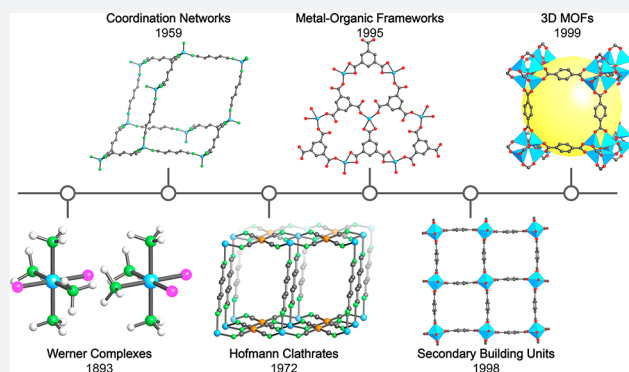 Coordination Networks
1959
Metal-Organic Frameworks
1995
3D MOFs
1999
Werner Complexes
1893
Hofmann Clathrates
1972
Secondary Building Units
1998